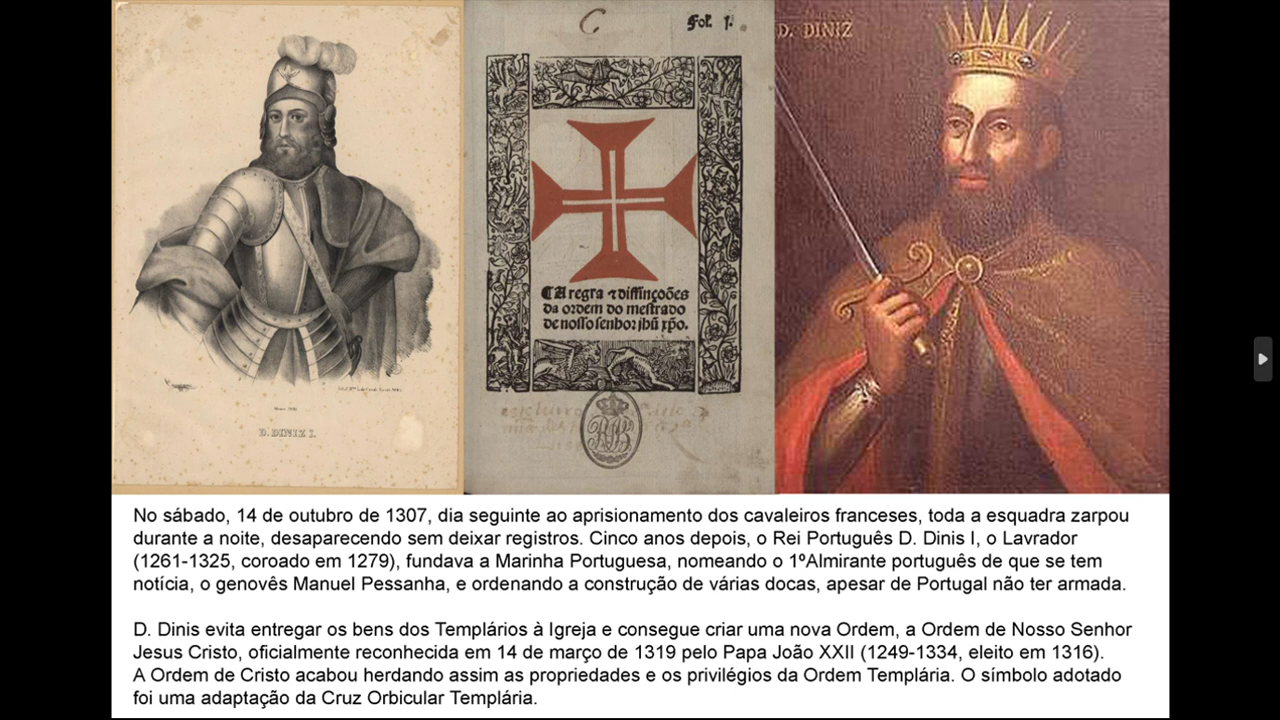 C
Fol. j.
D. DINIZ
D. DINIZ I.
¶A regra ⁊ diffinçoões
da ordem do mestrado
de nosso senhor jhũ xp̃o.
No sábado, 14 de outubro de 1307, dia seguinte ao aprisionamento dos cavaleiros franceses, toda a esquadra zarpou
durante a noite, desaparecendo sem deixar registros. Cinco anos depois, o Rei Português D. Dinis I, o Lavrador
(1261-1325, coroado em 1279), fundava a Marinha Portuguesa, nomeando o 1ºAlmirante português de que se tem
notícia, o genovês Manuel Pessanha, e ordenando a construção de várias docas, apesar de Portugal não ter armada.
D. Dinis evita entregar os bens dos Templários à Igreja e consegue criar uma nova Ordem, a Ordem de Nosso Senhor
Jesus Cristo, oficialmente reconhecida em 14 de março de 1319 pelo Papa João XXII (1249-1334, eleito em 1316).
A Ordem de Cristo acabou herdando assim as propriedades e os privilégios da Ordem Templária. O símbolo adotado
foi uma adaptação da Cruz Orbicular Templária.